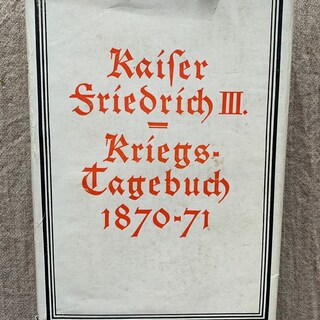 Kaiſer
Friedrich III.
Kriegs-
Tagebuch
1870-71